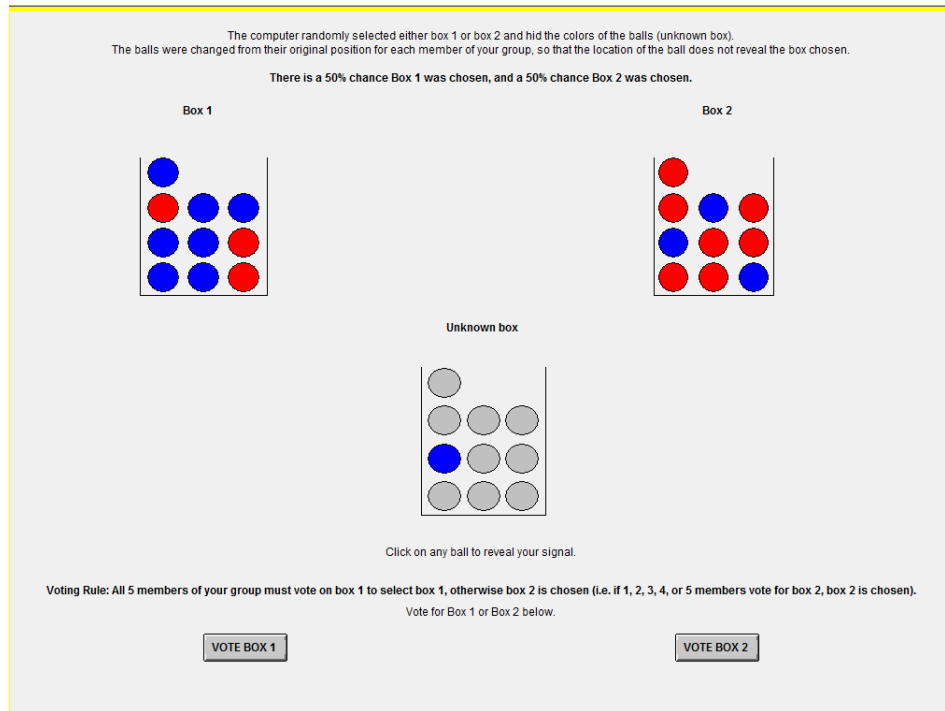 The computer randomly selected either box 1 or box 2 and hid the colors of the balls (unknown box).
The balls were changed from their original position for each member of your group, so that the location of the ball does not reveal the box chosen.
There is a 50% chance Box 1 was chosen, and a 50% chance Box 2 was chosen.
Box 1
Box 2
Unknown box
Click on any ball to reveal your signal.
Voting Rule: All 5 members of your group must vote on box 1 to select box 1, otherwise box 2 is chosen (i.e. if 1, 2, 3, 4, or 5 members vote for box 2, box 2 is chosen).
Vote for Box 1 or Box 2 below.
VOTE BOX 1
VOTE BOX 2